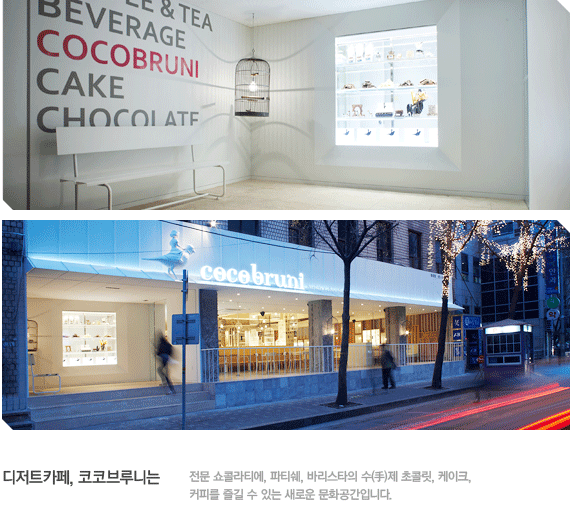 & TEA
BEVERAGE
COCOBRUNI
CAKE
CHOCOLATE
cocobruni
디저트카페, 코코브루니는
전문 쇼콜라티에, 파티쉐, 바리스타의 수(手)제 초콜릿, 케이크,
커피를 즐길 수 있는 새로운 문화공간입니다.